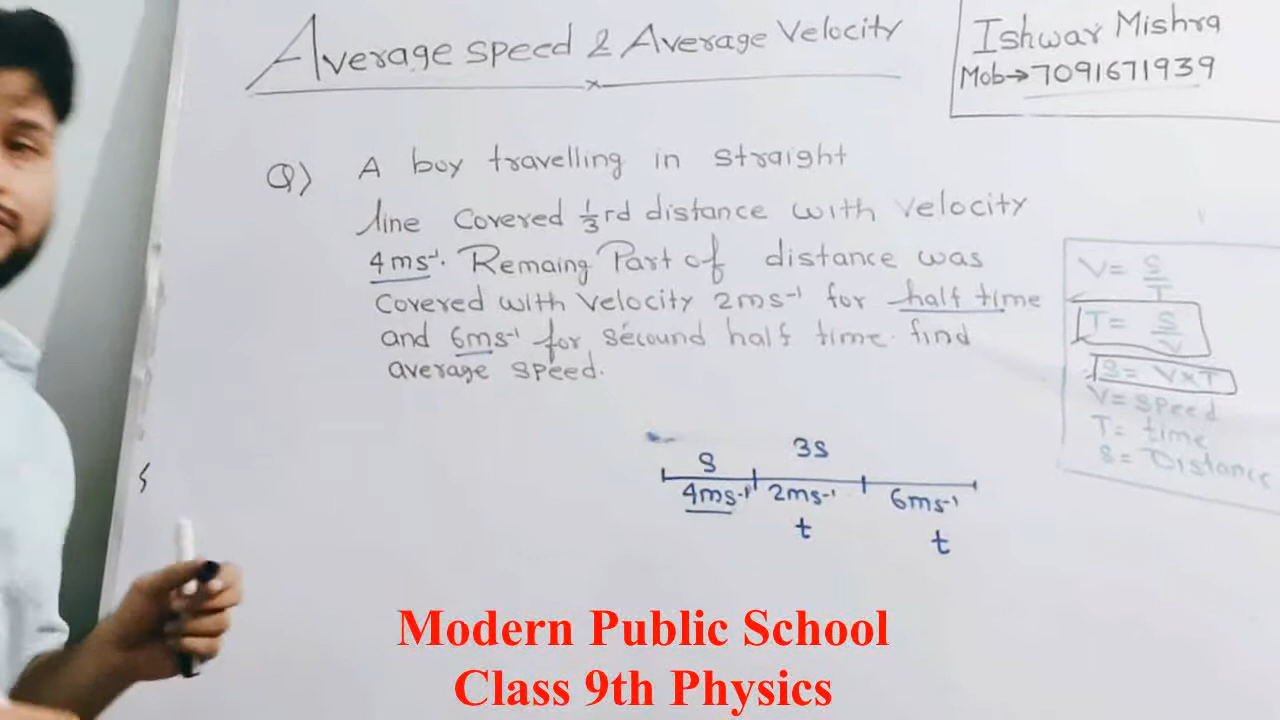 Average speed & Average Velocity
Ishwar Mishra
Mob→7091671939
Q) A boy travelling in straight
line covered 1/3rd distance with velocity
4ms⁻¹. Remaing Part of distance was
covered with velocity 2ms⁻¹ for half time
and 6ms⁻¹ for secound half time. find
average speed.
V= S/T
T= S/V
S= V×T
V= speed
T= time
S= Distance
S 3s
4ms⁻¹ 2ms⁻¹ 6ms⁻¹
t t
Modern Public School
Class 9th Physics